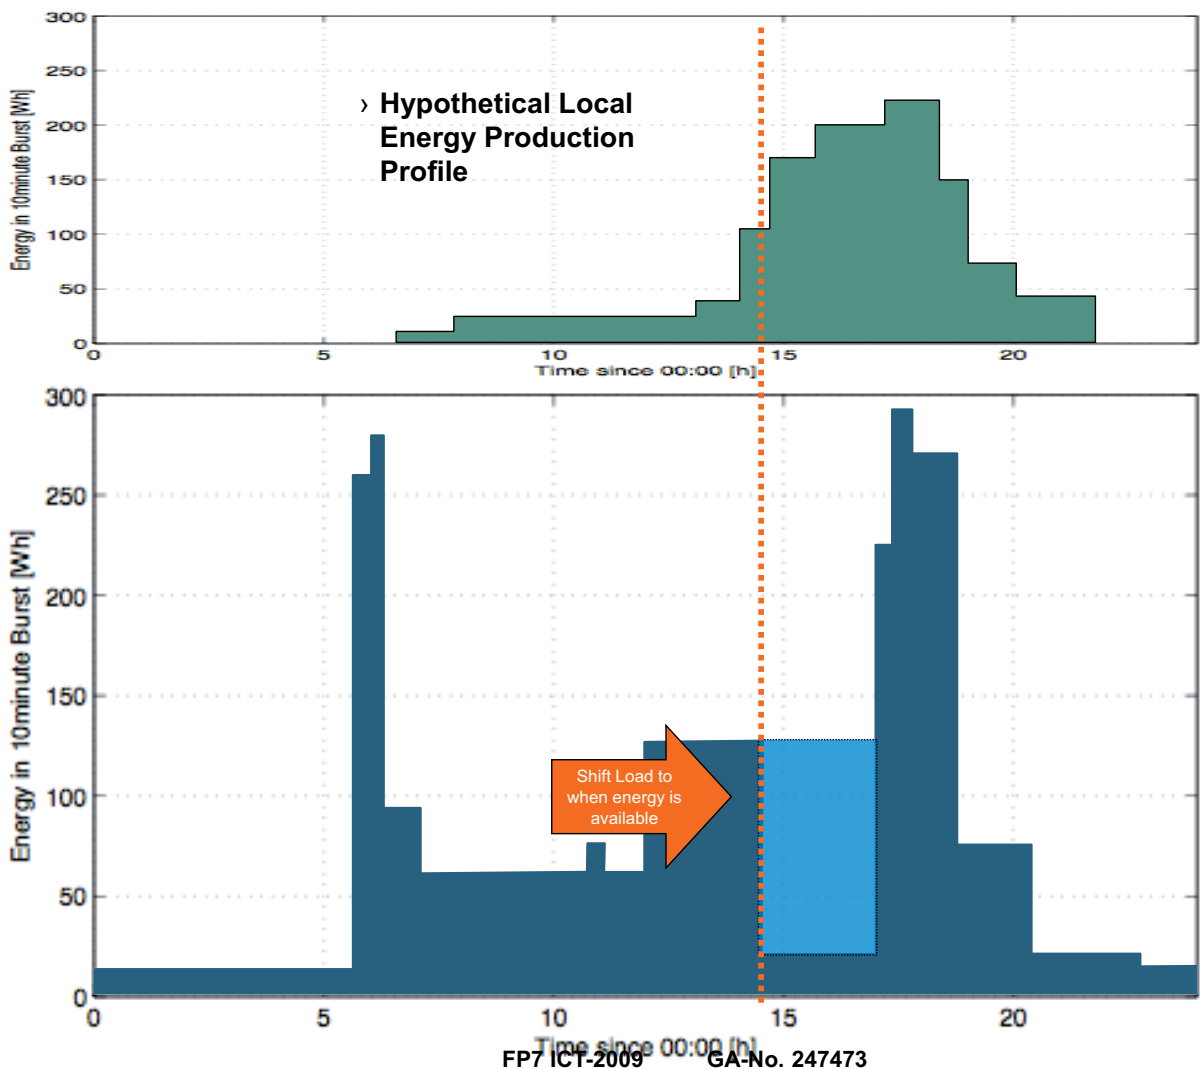 300
250
200
150
100
50
0
Energy in 10minute Burst [Wh]
› Hypothetical Local
Energy Production
Profile
0 5 10 15 20
Time since 00:00 [h]
300
250
200
150
100
50
0
Energy in 10minute Burst [Wh]
Shift Load to
when energy is
available
0 5 10 15 20
Time since 00:00 [h]
FP7 ICT-2009 GA-No. 247473